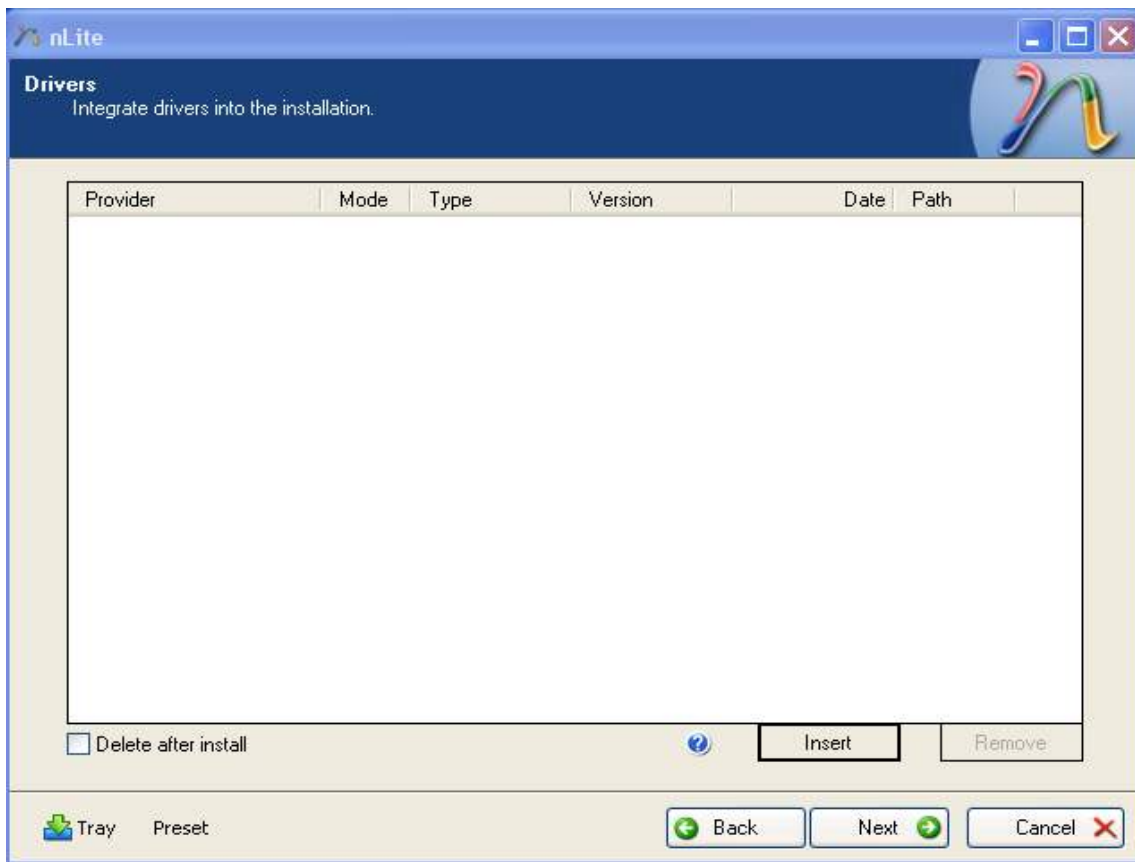 nLite
Drivers
Integrate drivers into the installation.
Provider Mode Type Version Date Path
Delete after install ? Insert Remove
Tray Preset Back Next Cancel